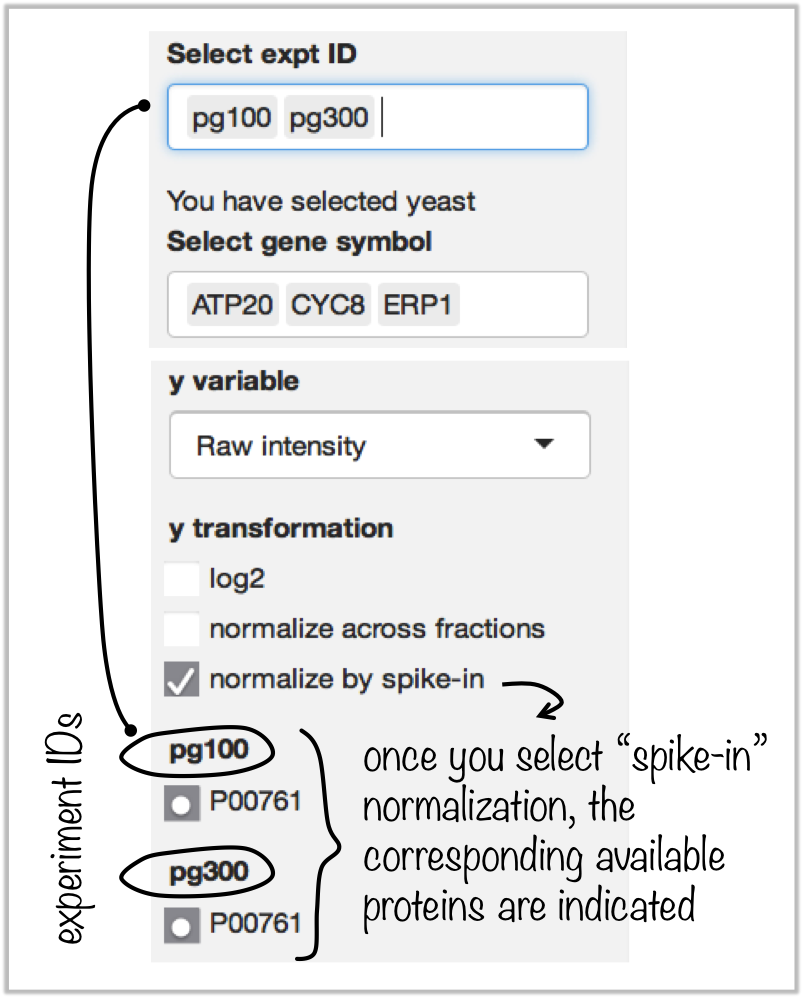 Select expt ID
pg100 pg300
You have selected yeast
Select gene symbol
ATP20 CYC8 ERP1
y variable
Raw intensity
y transformation
log2
normalize across fractions
normalize by spike-in
experiment IDs
pg100
P00761
pg300
P00761
once you select “spike-in”
normalization, the
corresponding available
proteins are indicated